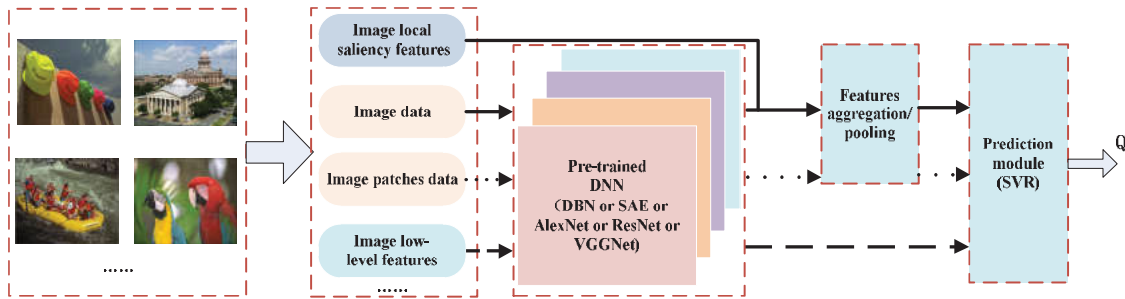 Image local
saliency features
Image data
Image patches data
Image low-
level features
......
......
Pre-trained
DNN
(DBN or SAE or
AlexNet or ResNet or
VGGNet)
Features
aggregation/
pooling
Prediction
module
(SVR)
Q